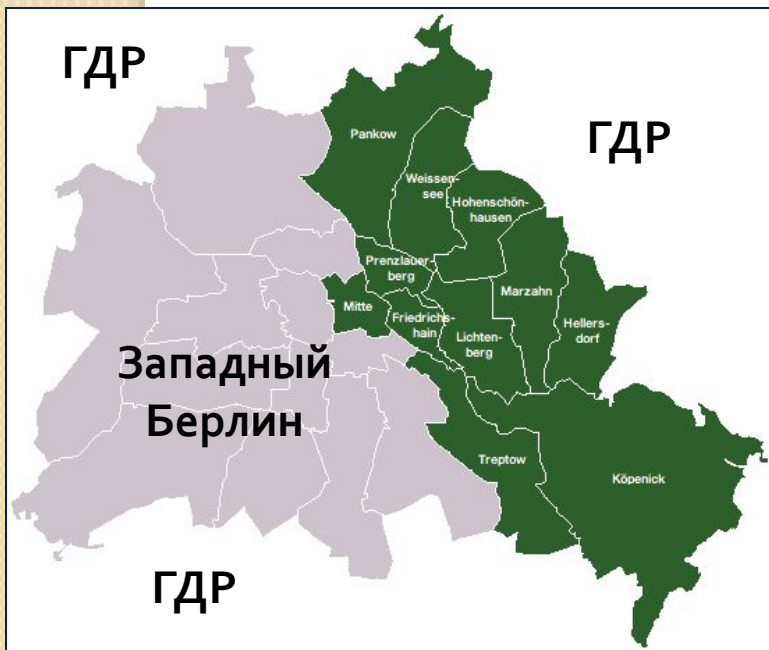 ГДР
ГДР
Pankow
Weissen-
see
Hohenschön-
hausen
Prenzlauer-
berg
Marzahn
Mitte
Friedrichs-
hain
Lichten-
berg
Hellers-
dorf
Западный
Берлин
Treptow
Köpenick
ГДР